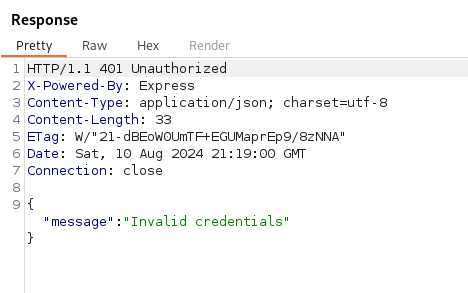 Response
Pretty Raw Hex Render
1 HTTP/1.1 401 Unauthorized
2 X-Powered-By: Express
3 Content-Type: application/json; charset=utf-8
4 Content-Length: 33
5 ETag: W/"21-dBEoW0UmTF+EGUMaprEp9/8zNNA"
6 Date: Sat, 10 Aug 2024 21:19:00 GMT
7 Connection: close
8
9 {
"message":"Invalid credentials"
}